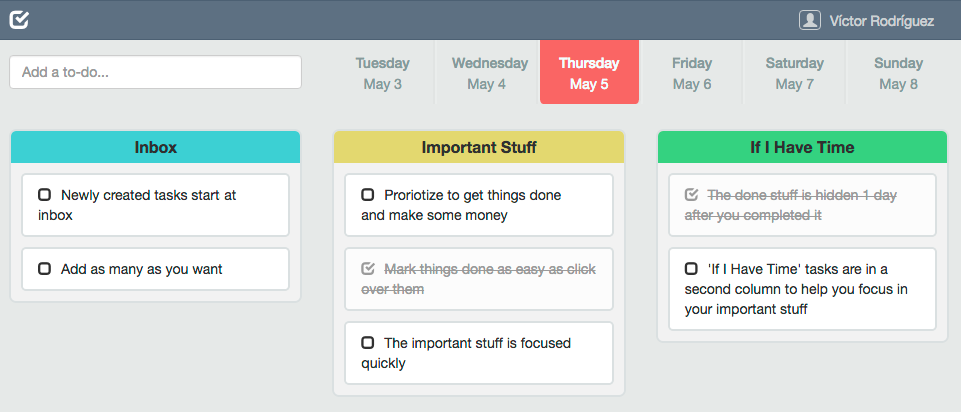 Víctor Rodríguez
Add a to-do...
Tuesday
May 3
Wednesday
May 4
Thursday
May 5
Friday
May 6
Saturday
May 7
Sunday
May 8
Inbox
Newly created tasks start at
inbox
Add as many as you want
Important Stuff
Proriotize to get things done
and make some money
Mark things done as easy as click
over them
The important stuff is focused
quickly
If I Have Time
The done stuff is hidden 1 day
after you completed it
'If I Have Time' tasks are in a
second column to help you focus in
your important stuff